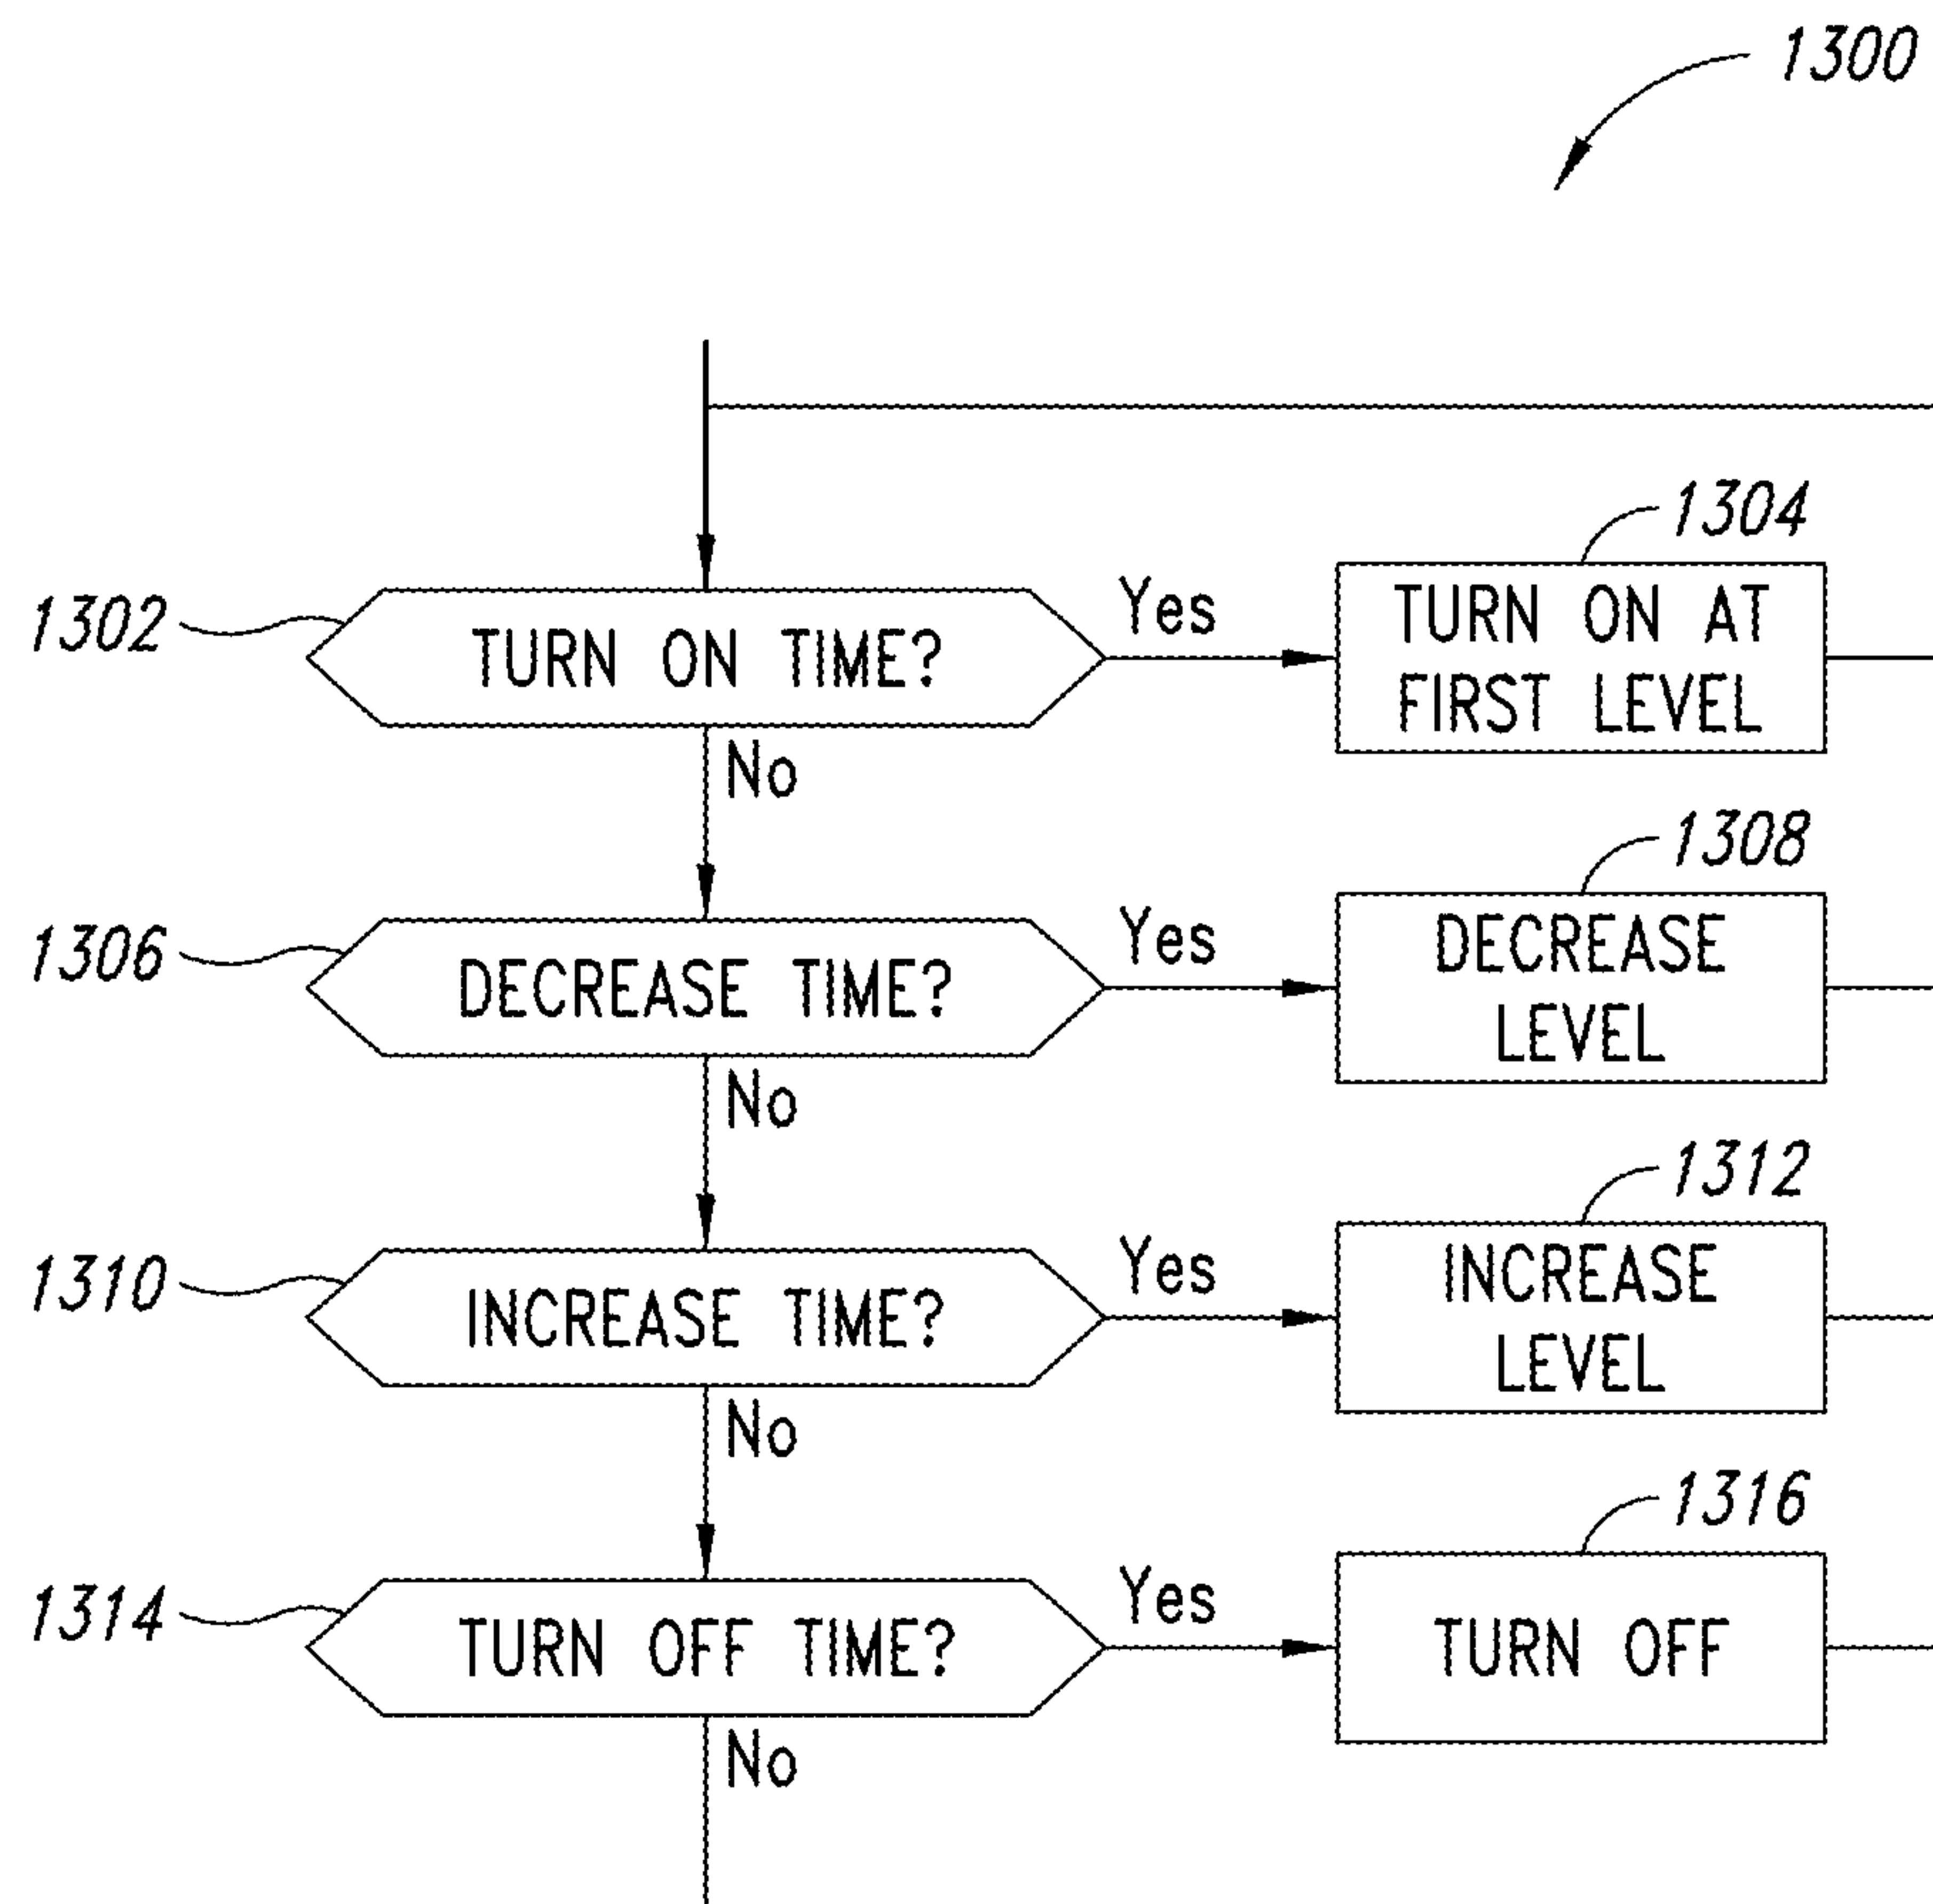 1300
1302
TURN ON TIME?
Yes
1304
TURN ON AT
FIRST LEVEL
No
1306
DECREASE TIME?
Yes
1308
DECREASE
LEVEL
No
1310
INCREASE TIME?
Yes
1312
INCREASE
LEVEL
No
1314
TURN OFF TIME?
Yes
1316
TURN OFF
No